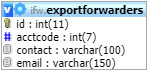 ifw.exportforwarders
id : int(11)
acctcode : int(7)
contact : varchar(100)
email : varchar(150)